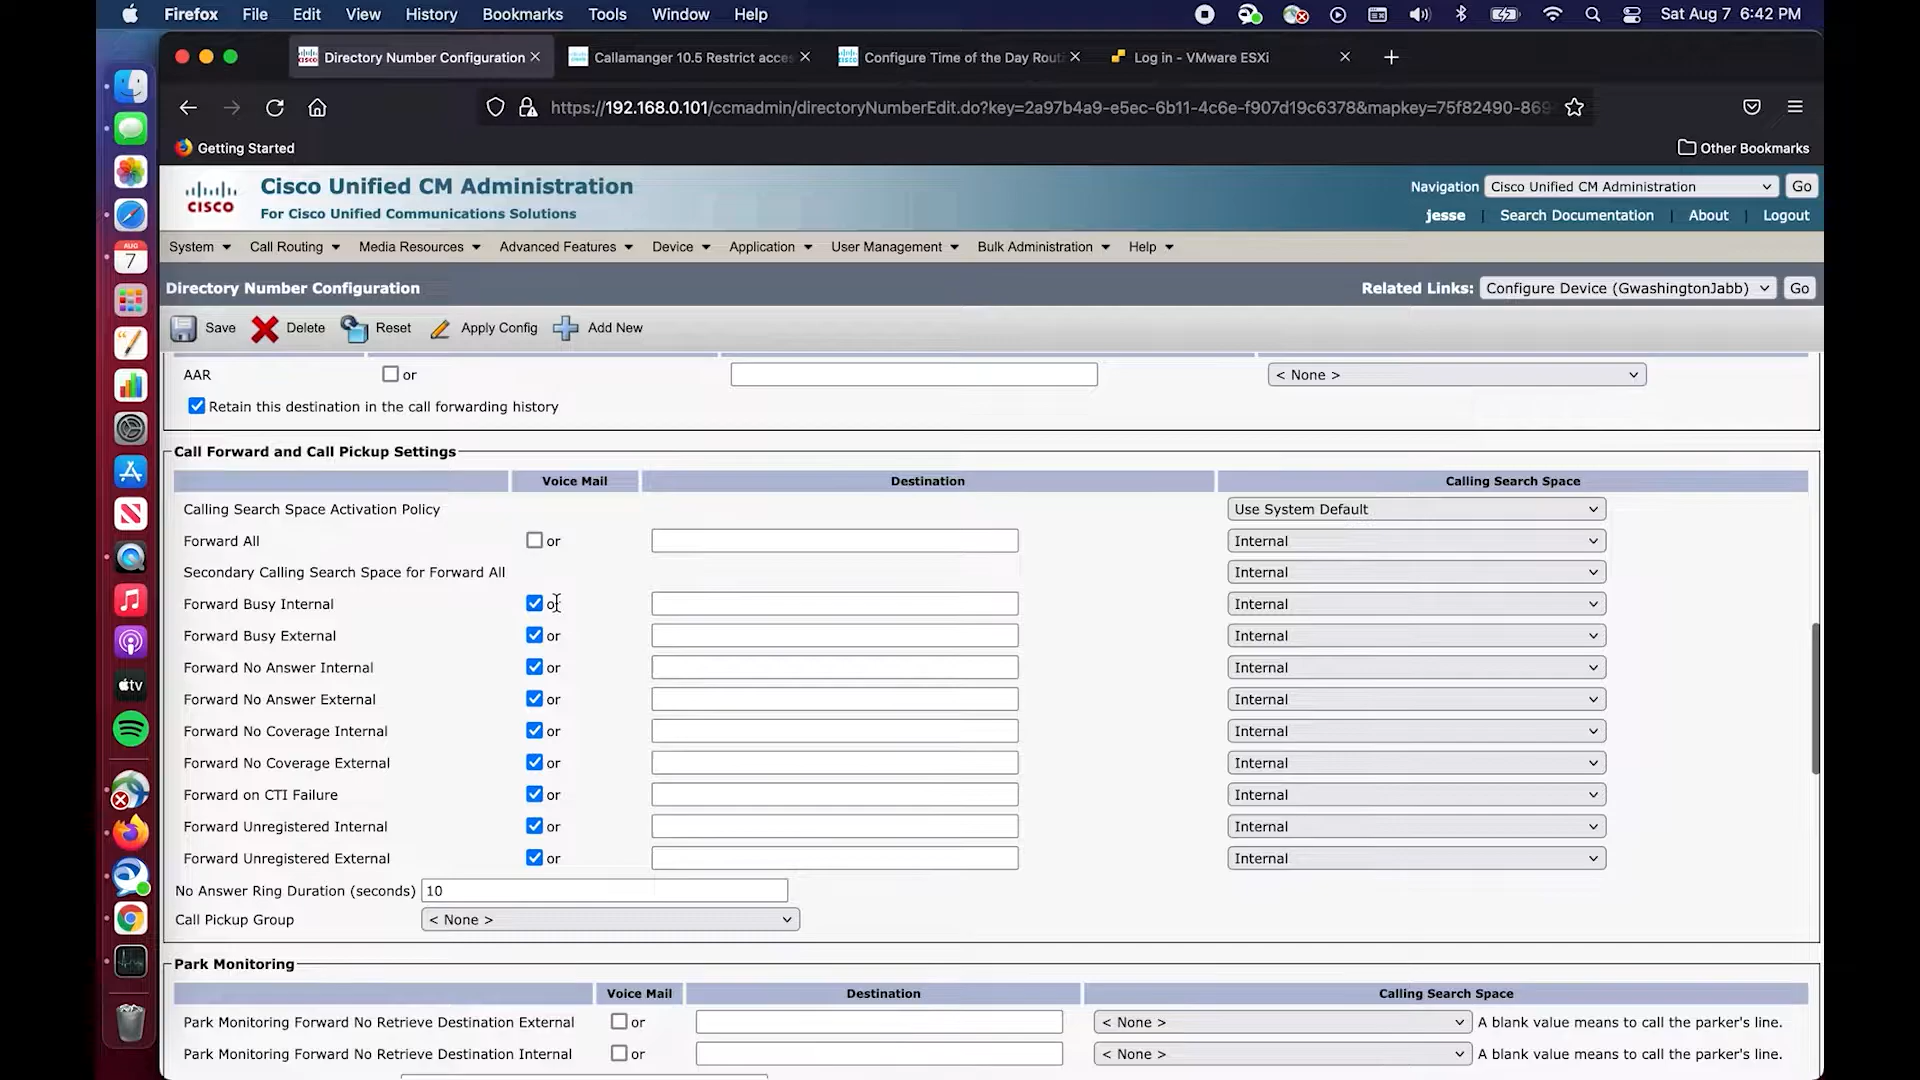 Firefox File Edit View History Bookmarks Tools Window Help Sat Aug 7 6:42 PM
Directory Number Configuration Callamanger 10.5 Restrict acces Configure Time of the Day Rout Log in - VMware ESXi
https://192.168.0.101/ccmadmin/directoryNumberEdit.do?key=2a97b4a9-e5ec-6b11-4c6e-f907d19c6378&mapkey=75f82490-869
Getting Started Other Bookmarks
CISCO Cisco Unified CM Administration Navigation Cisco Unified CM Administration Go
For Cisco Unified Communications Solutions jesse | Search Documentation | About | Logout
System Call Routing Media Resources Advanced Features Device Application User Management Bulk Administration Help
AUG
7
Directory Number Configuration Related Links: Configure Device (GwashingtonJabb) Go
Save Delete Reset Apply Config Add New
AAR or < None >
Retain this destination in the call forwarding history
Call Forward and Call Pickup Settings
Voice Mail Destination Calling Search Space
Calling Search Space Activation Policy Use System Default
Forward All or Internal
Secondary Calling Search Space for Forward All Internal
Forward Busy Internal or Internal
Forward Busy External or Internal
Forward No Answer Internal or Internal
tv
Forward No Answer External or Internal
Forward No Coverage Internal or Internal
Forward No Coverage External or Internal
Forward on CTI Failure or Internal
Forward Unregistered Internal or Internal
Forward Unregistered External or Internal
No Answer Ring Duration (seconds) 10
Call Pickup Group < None >
Park Monitoring
Voice Mail Destination Calling Search Space
Park Monitoring Forward No Retrieve Destination External or < None > A blank value means to call the parker's line.
Park Monitoring Forward No Retrieve Destination Internal or < None > A blank value means to call the parker's line.